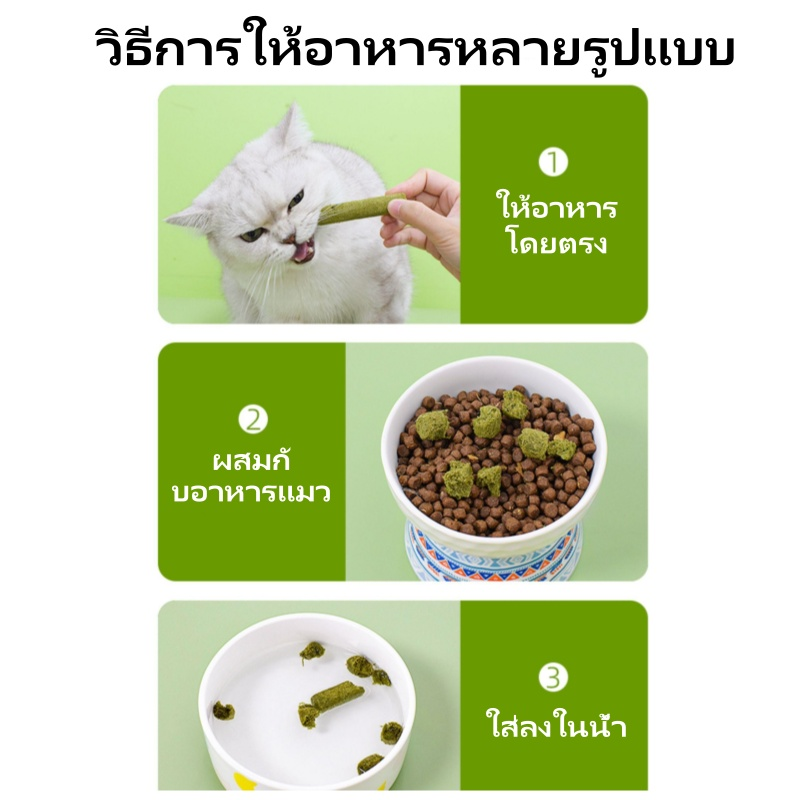 วิธีการให้อาหารหลายรูปแบบ
1
ให้อาหาร
โดยตรง
2
ผสมกั
บอาหารแมว
3
ใส่ลงในน้ำ